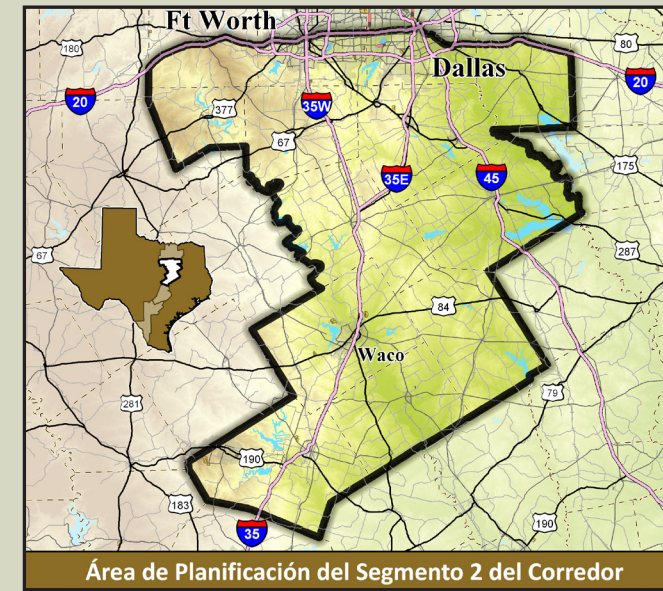 Ft Worth
180
80
Dallas
20
20
377
35W
67
175
35E
45
67
287
84
Waco
281
79
190
183
190
35
Área de Planificación del Segmento 2 del Corredor